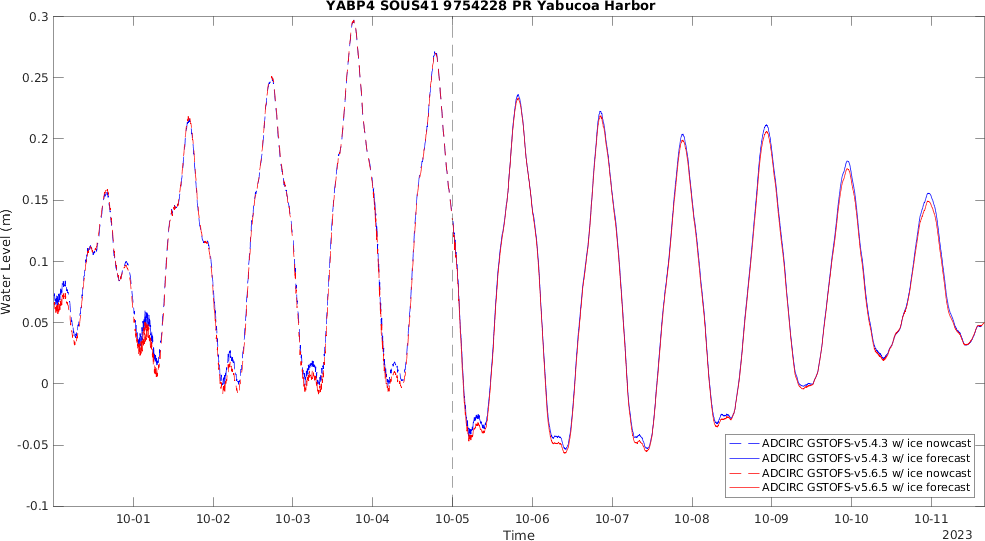 YABP4 SOUS41 9754228 PR Yabucoa Harbor
0.3
0.25
0.2
0.15
0.1
0.05
0
-0.05
-0.1
Water Level (m)
ADCIRC GSTOFS-v5.4.3 w/ ice nowcast
ADCIRC GSTOFS-v5.4.3 w/ ice forecast
ADCIRC GSTOFS-v5.6.5 w/ ice nowcast
ADCIRC GSTOFS-v5.6.5 w/ ice forecast
10-01 10-02 10-03 10-04 10-05 10-06 10-07 10-08 10-09 10-10 10-11
Time
2023